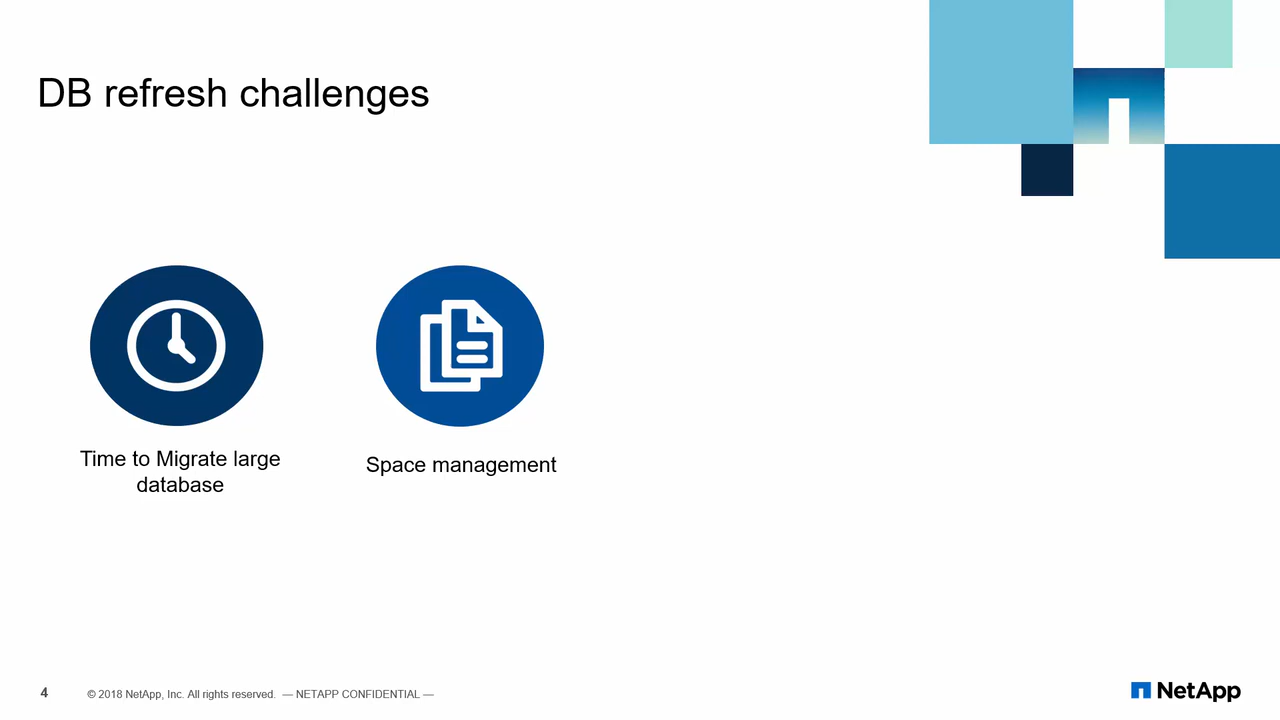 DB refresh challenges
Time to Migrate large
database
Space management
4
© 2018 NetApp, Inc. All rights reserved. — NETAPP CONFIDENTIAL —
NetApp